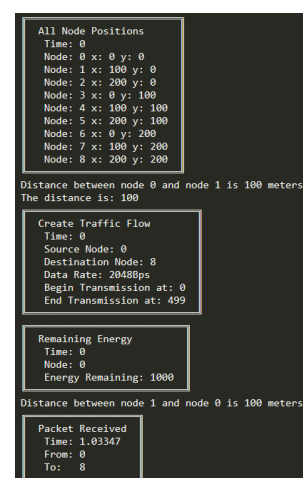 All Node Positions
Time: 0
Node: 0 x: 0 y: 0
Node: 1 x: 100 y: 0
Node: 2 x: 200 y: 0
Node: 3 x: 0 y: 100
Node: 4 x: 100 y: 100
Node: 5 x: 200 y: 100
Node: 6 x: 0 y: 200
Node: 7 x: 100 y: 200
Node: 8 x: 200 y: 200
Distance between node 0 and node 1 is 100 meters
The distance is: 100
Create Traffic Flow
Time: 0
Source Node: 0
Destination Node: 8
Data Rate: 2048Bps
Begin Transmission at: 0
End Transmission at: 499
Remaining Energy
Time: 0
Node: 0
Energy Remaining: 1000
Distance between node 1 and node 0 is 100 meters
Packet Received
Time: 1.03347
From: 0
To: 8